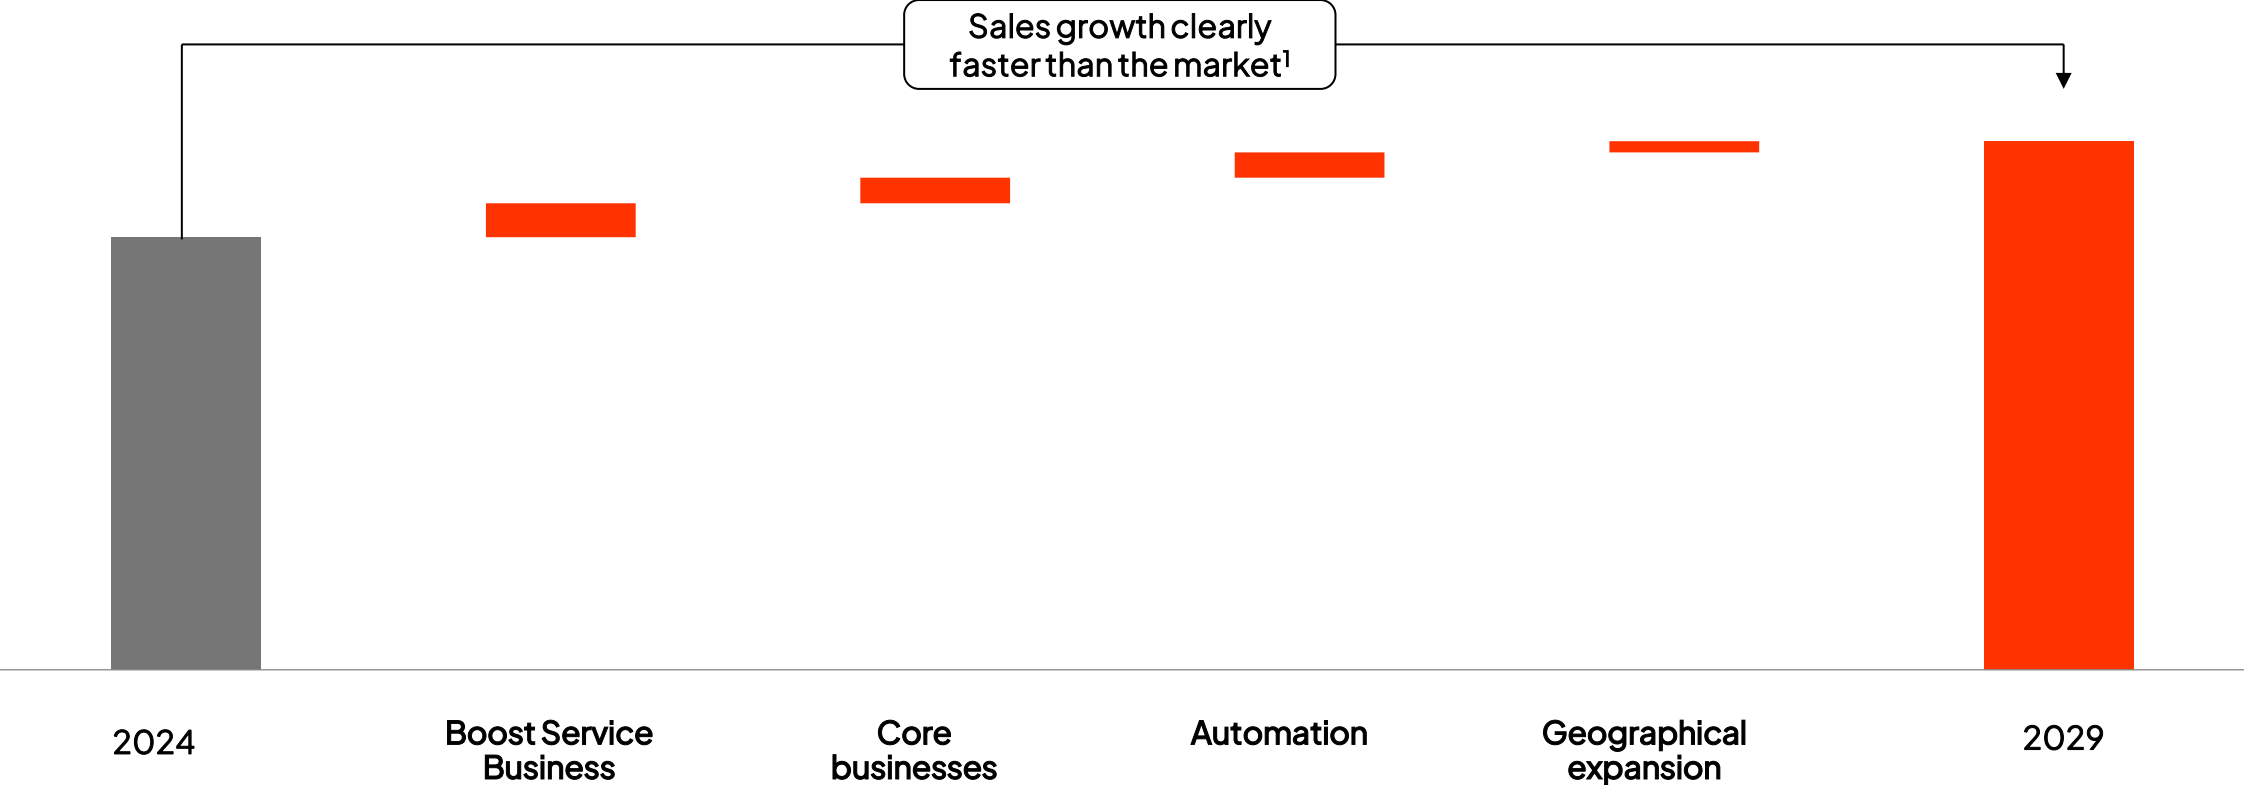 Sales growth clearly
faster than the market¹
2024
Boost Service
Business
Core
businesses
Automation
Geographical
expansion
2029